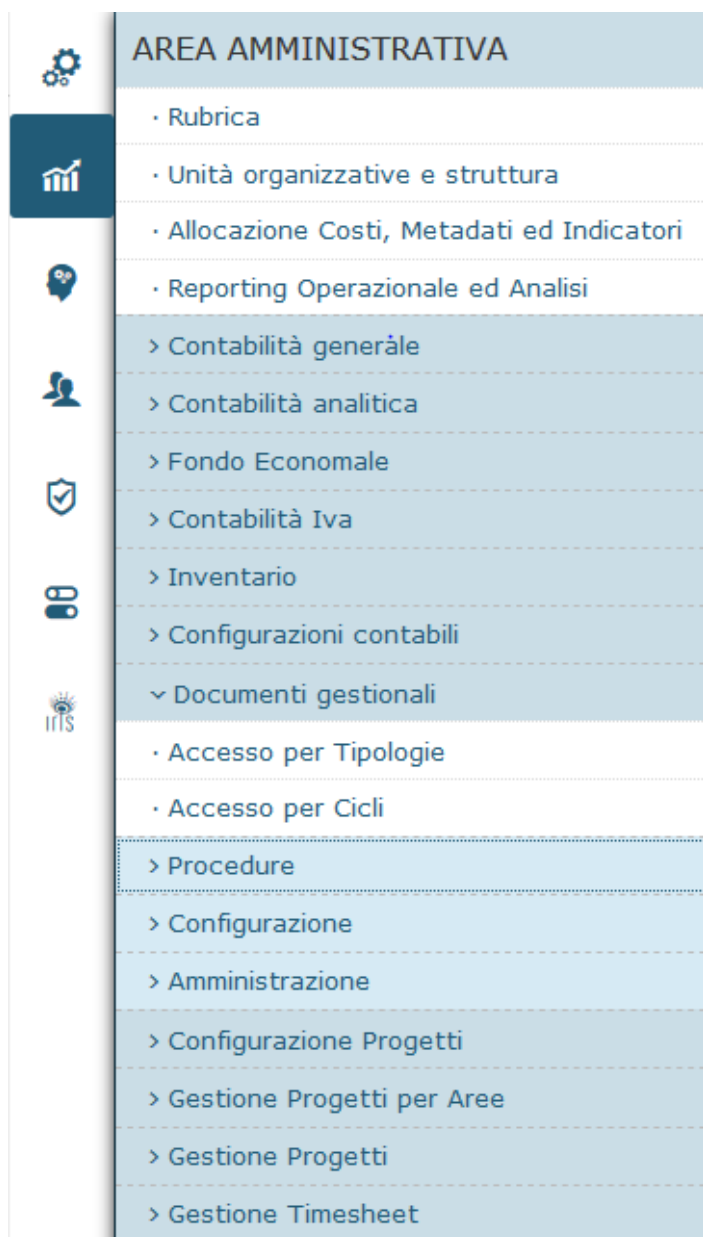 AREA AMMINISTRATIVA
· Rubrica
· Unità organizzative e struttura
· Allocazione Costi, Metadati ed Indicatori
· Reporting Operazionale ed Analisi
> Contabilità generale
> Contabilità analitica
> Fondo Economale
> Contabilità Iva
> Inventario
> Configurazioni contabili
˅ Documenti gestionali
IrIS
· Accesso per Tipologie
· Accesso per Cicli
> Procedure
> Configurazione
> Amministrazione
> Configurazione Progetti
> Gestione Progetti per Aree
> Gestione Progetti
> Gestione Timesheet